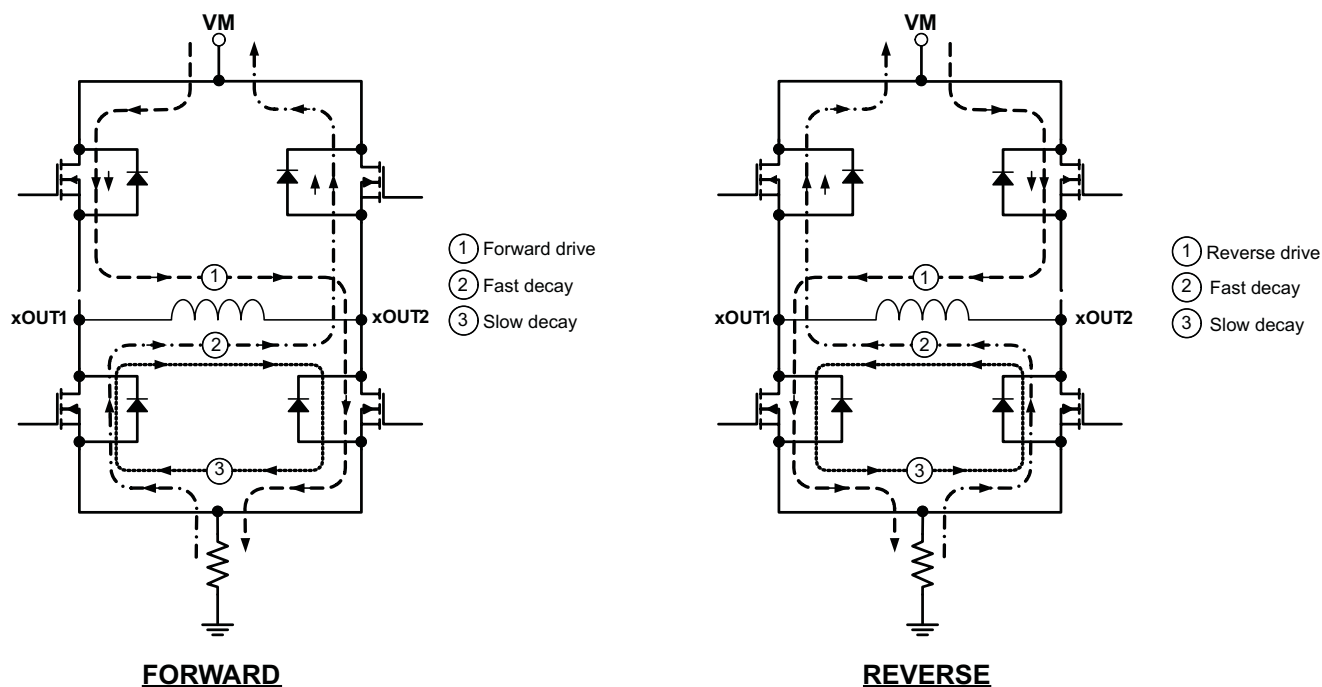 VM
① Forward drive
② Fast decay
③ Slow decay
1
xOUT1
xOUT2
2
3
FORWARD
VM
① Reverse drive
② Fast decay
③ Slow decay
1
xOUT1
xOUT2
2
3
REVERSE